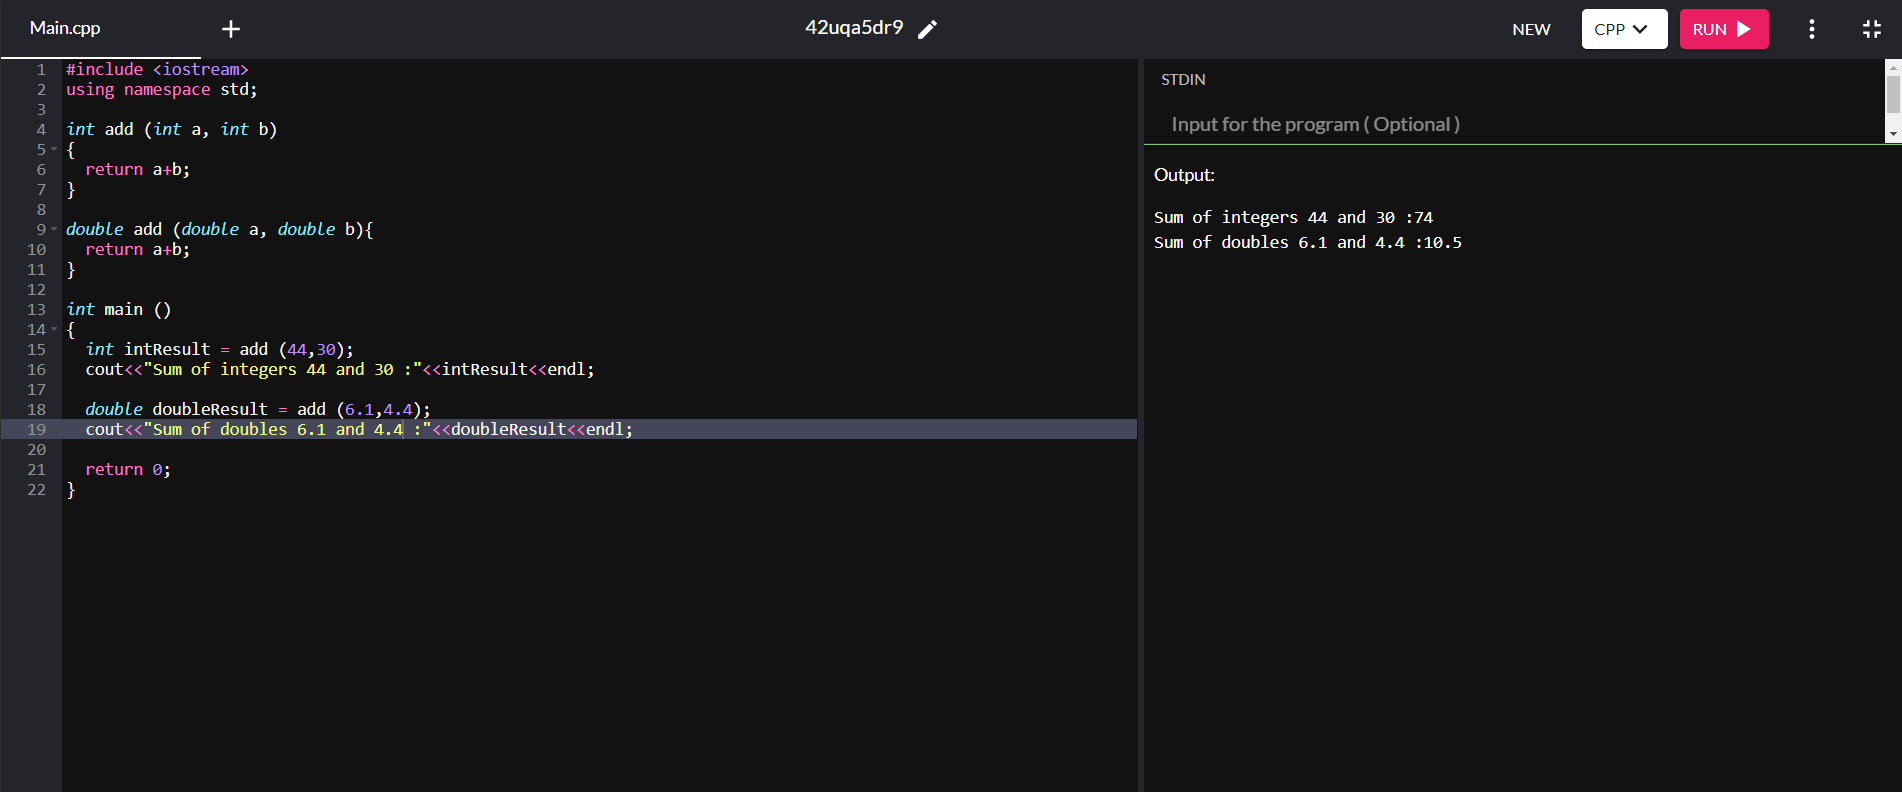 Main.cpp + 42uqa5dr9 NEW CPP RUN
1 #include <iostream>
2 using namespace std;
3
4 int add (int a, int b)
5 {
6   return a+b;
7 }
8
9 double add (double a, double b){
10   return a+b;
11 }
12
13 int main ()
14 {
15   int intResult = add (44,30);
16   cout<<"Sum of integers 44 and 30 :"<<intResult<<endl;
17
18   double doubleResult = add (6.1,4.4);
19   cout<<"Sum of doubles 6.1 and 4.4 :"<<doubleResult<<endl;
20
21   return 0;
22 }
STDIN
Input for the program ( Optional )
Output:
Sum of integers 44 and 30 :74
Sum of doubles 6.1 and 4.4 :10.5